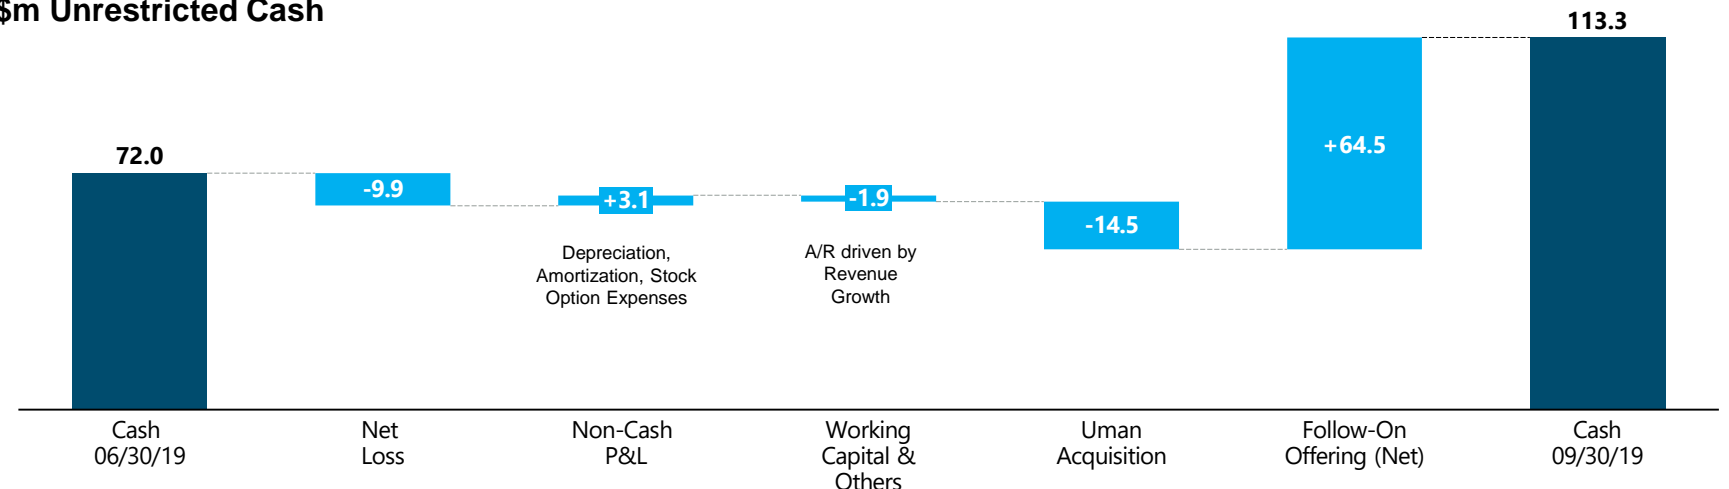 $m Unrestricted Cash
113.3
72.0
+64.5
-9.9
+3.1
-1.9
-14.5
Depreciation,
Amortization, Stock
Option Expenses
A/R driven by
Revenue
Growth
Cash
06/30/19
Net
Loss
Non-Cash
P&L
Working
Capital &
Others
Uman
Acquisition
Follow-On
Offering (Net)
Cash
09/30/19